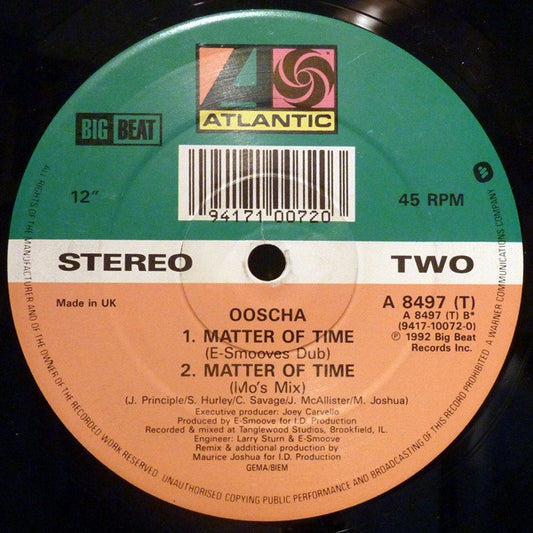 ATLANTIC
BIG BEAT
12"
94171 00720
45 RPM
STEREO
TWO
Made in UK
OOSCHA
1. MATTER OF TIME
(E-Smooves Dub)
2. MATTER OF TIME
(Mo's Mix)
(J. Principle/S. Hurley/C. Savage/J. McAllister/M. Joshua)
Executive producer: Joey Carvello
Produced by E-Smoove for I.D. Production
Recorded & mixed at Tanglewood Studios, Brookfield, IL.
Engineer: Larry Sturn & E-Smoove
Remix & additional production by
Maurice Joshua for I.D. Production
GEMA/BIEM
A 8497 (T)
A 8497 (T) B*
(9417-10072-0)
℗ 1992 Big Beat
Records Inc.
ALL RIGHTS OF THE MANUFACTURER AND OF THE OWNER OF THE RECORDED WORK RESERVED. UNAUTHORISED COPYING PUBLIC PERFORMANCE AND BROADCASTING OF THIS RECORD PROHIBITED. A WARNER COMMUNICATIONS COMPANY